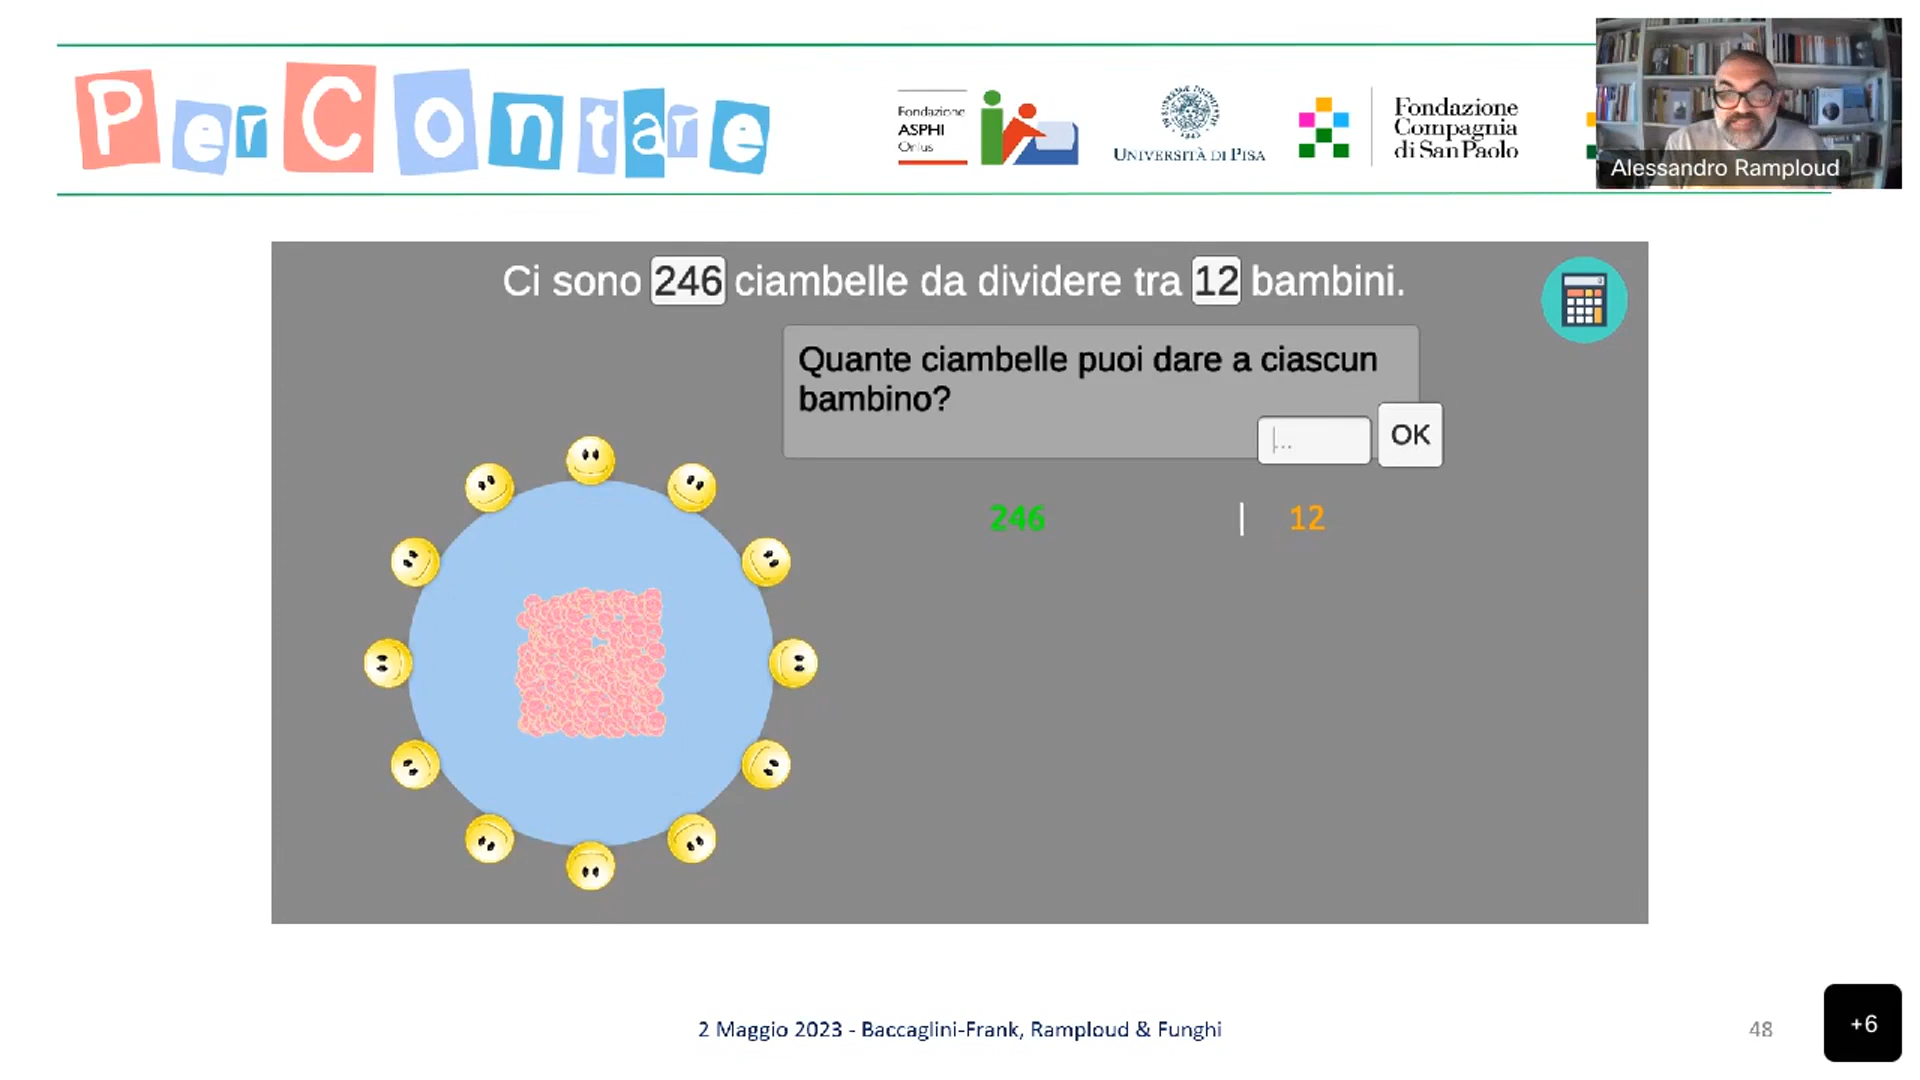 PerContare
Fondazione
ASPHI
Onlus
UNIVERSITÀ DI PISA
Fondazione
Compagnia
di San Paolo
Alessandro Ramploud
Ci sono 246 ciambelle da dividere tra 12 bambini.
Quante ciambelle puoi dare a ciascun
bambino?
...
OK
246 | 12
2 Maggio 2023 - Baccaglini-Frank, Ramploud & Funghi
48
+6